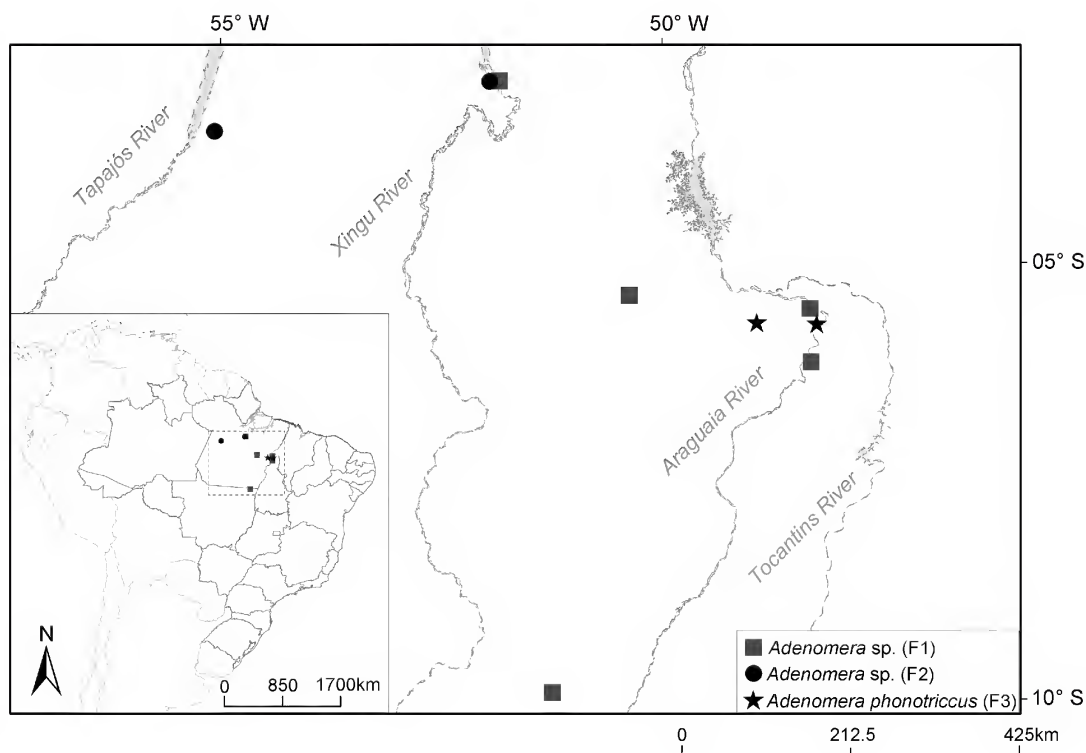 55° W
50° W
Tapajós River
Xingu River
05° S
Araguaia River
Tocantins River
N
0 850 1700km
Adenomera sp. (F1)
Adenomera sp. (F2)
Adenomera phonotriccus (F3)
10° S
0 212.5 425km